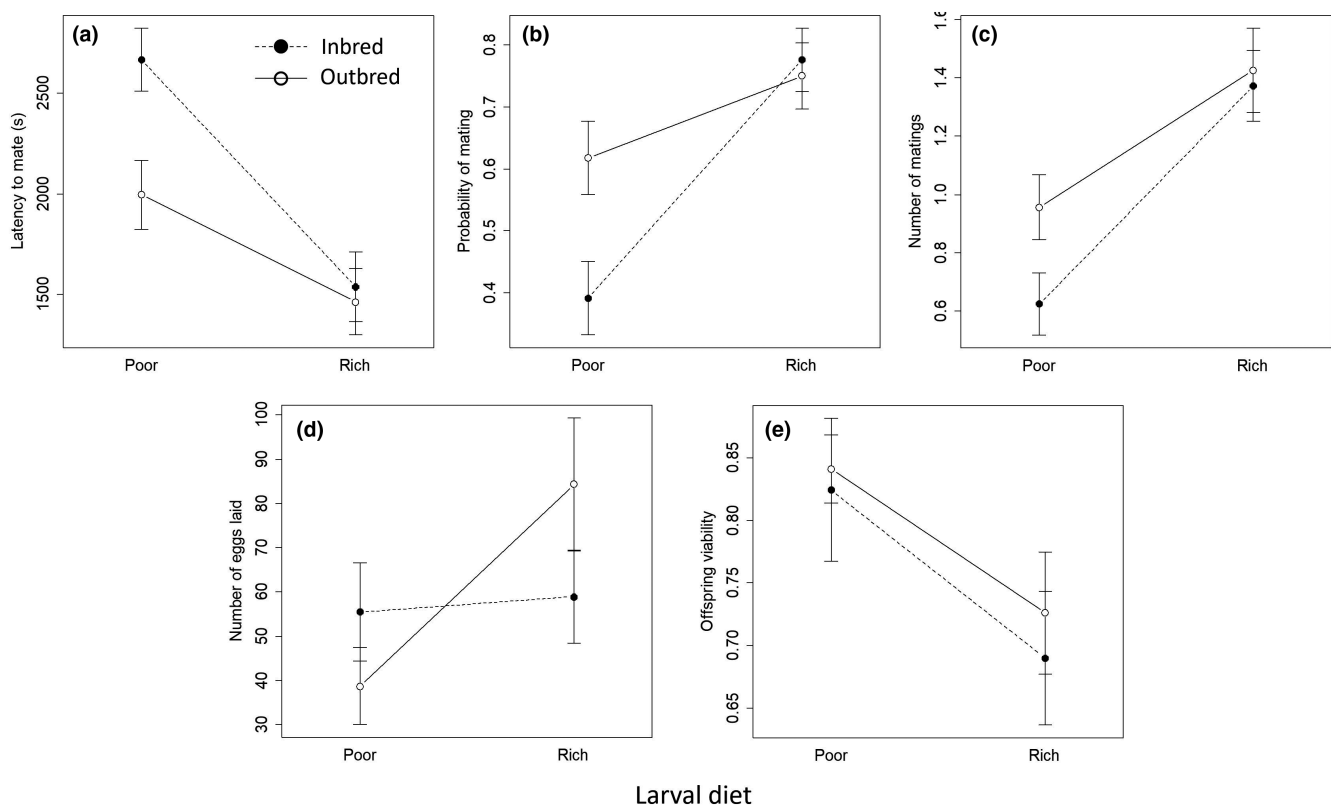 (a)
Inbred
Outbred
Latency to mate (s)
2500
2000
1500
Poor
Rich
(b)
Probability of mating
0.8
0.7
0.6
0.5
0.4
Poor
Rich
(c)
Number of matings
1.6
1.4
1.2
1.0
0.8
0.6
Poor
Rich
(d)
Number of eggs laid
100
90
80
70
60
50
40
30
Poor
Rich
(e)
Offspring viability
0.85
0.80
0.75
0.70
0.65
Poor
Rich
Larval diet